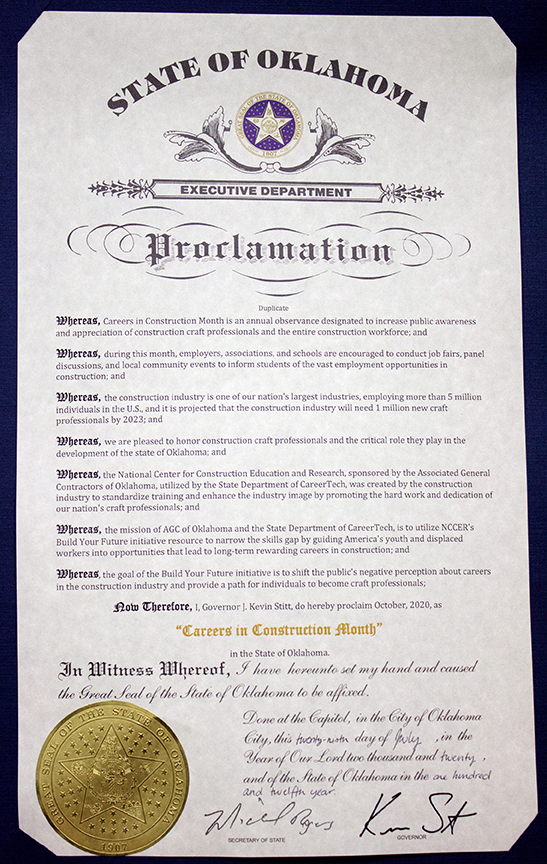 STATE OF OKLAHOMA
GREAT SEAL OF THE STATE OF OKLAHOMA
1907
EXECUTIVE DEPARTMENT
Proclamation
Duplicate
Whereas, Careers in Construction Month is an annual observance designated to increase public awareness
and appreciation of construction craft professionals and the entire construction workforce; and
Whereas, during this month, employers, associations, and schools are encouraged to conduct job fairs, panel
discussions, and local community events to inform students of the vast employment opportunities in
construction; and
Whereas, the construction industry is one of our nation's largest industries, employing more than 5 million
individuals in the U.S., and it is projected that the construction industry will need 1 million new craft
professionals by 2023; and
Whereas, we are pleased to honor construction craft professionals and the critical role they play in the
development of the state of Oklahoma; and
Whereas, the National Center for Construction Education and Research, sponsored by the Associated General
Contractors of Oklahoma, utilized by the State Department of CareerTech, was created by the construction
industry to standardize training and enhance the industry image by promoting the hard work and dedication of
our nation's craft professionals; and
Whereas, the mission of AGC of Oklahoma and the State Department of CareerTech, is to utilize NCCER's
Build Your Future initiative resource to narrow the skills gap by guiding America's youth and displaced
workers into opportunities that lead to long-term rewarding careers in construction; and
Whereas, the goal of the Build Your Future initiative is to shift the public's negative perception about careers
in the construction industry and provide a path for individuals to become craft professionals;
Now Therefore, I, Governor J. Kevin Stitt, do hereby proclaim October, 2020, as
"Careers in Construction Month"
in the State of Oklahoma.
In Witness Whereof, I have hereunto set my hand and caused
the Great Seal of the State of Oklahoma to be affixed.
Done at the Capitol, in the City of Oklahoma
City, this twenty-ninth day of July, in the
Year of Our Lord two thousand and twenty,
and of the State of Oklahoma in the one hundred
and twelfth year.
GREAT SEAL OF THE STATE OF OKLAHOMA
1907
SECRETARY OF STATE
GOVERNOR